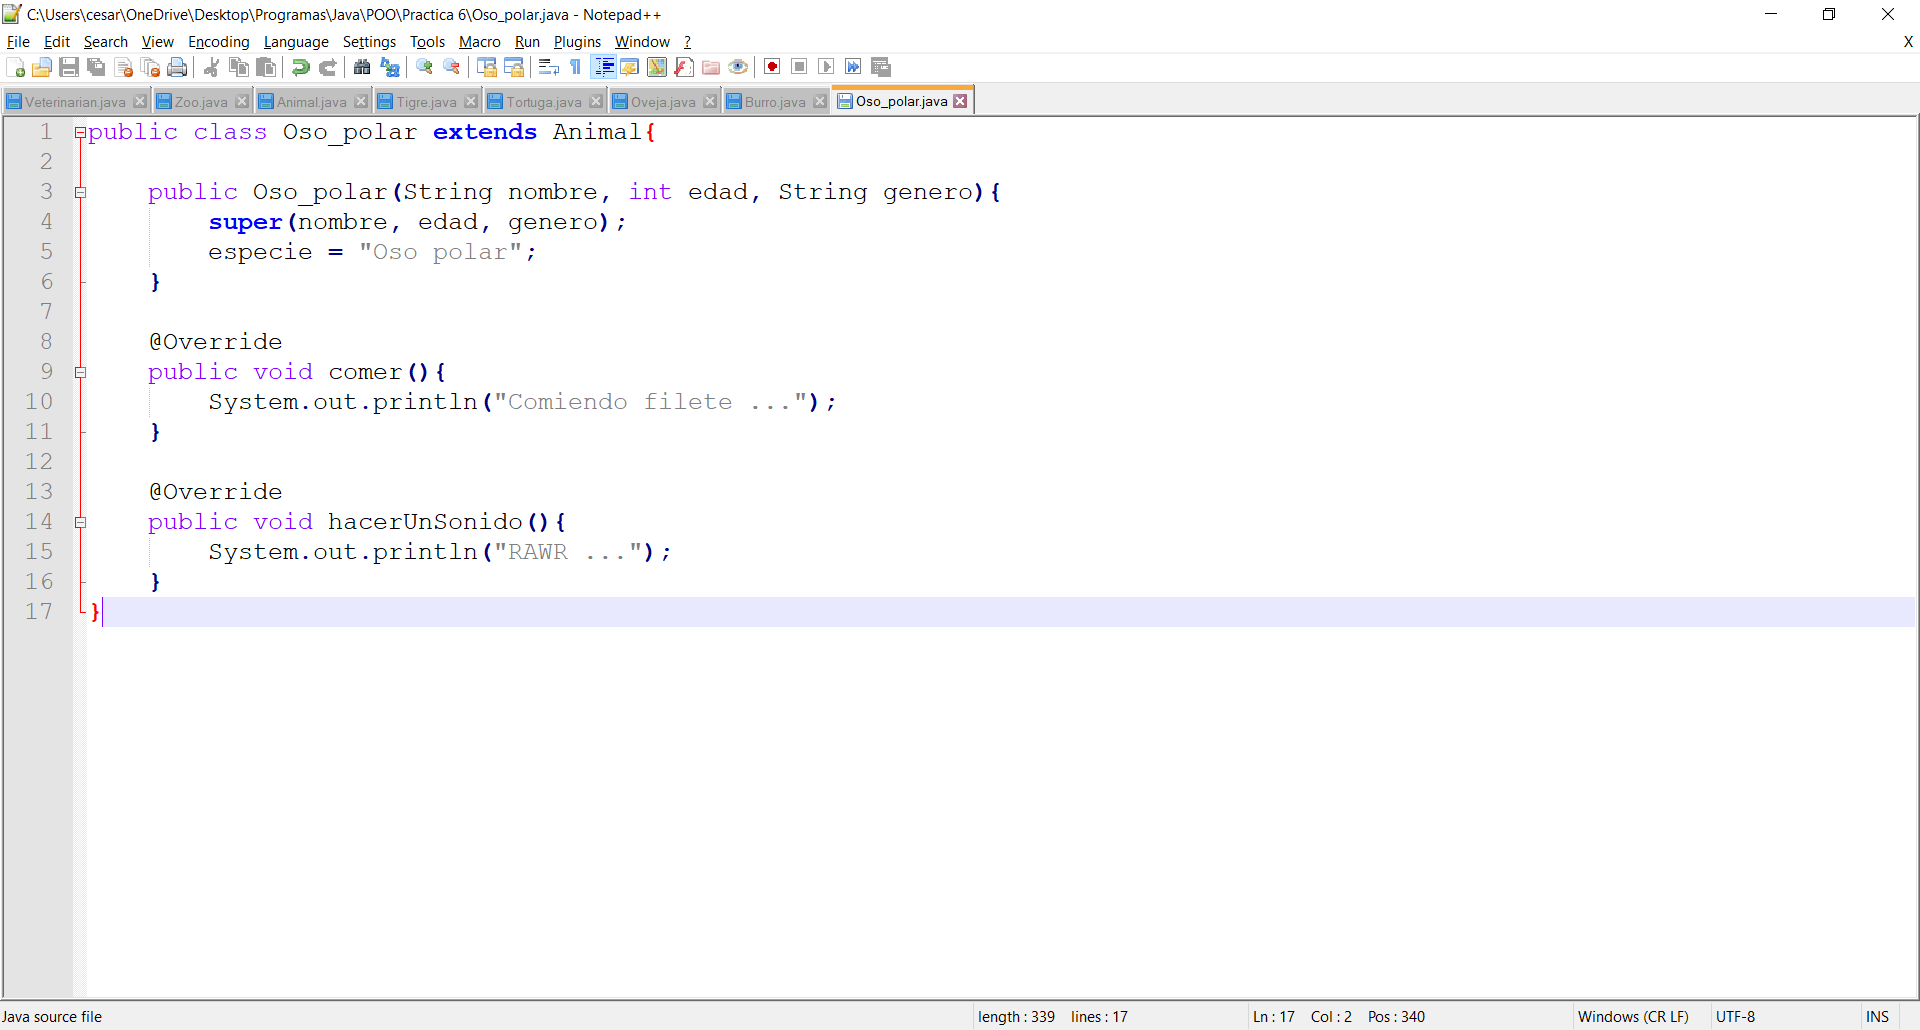 C:\Users\cesar\OneDrive\Desktop\Programas\Java\POO\Practica 6\Oso_polar.java - Notepad++
File Edit Search View Encoding Language Settings Tools Macro Run Plugins Window ? X
Veterinarian.java Zoo.java Animal.java Tigre.java Tortuga.java Oveja.java Burro.java Oso_polar.java
1 public class Oso_polar extends Animal{
2
3     public Oso_polar(String nombre, int edad, String genero){
4         super(nombre, edad, genero);
5         especie = "Oso polar";
6     }
7
8     @Override
9     public void comer(){
10         System.out.println("Comiendo filete ...");
11     }
12
13     @Override
14     public void hacerUnSonido(){
15         System.out.println("RAWR ...");
16     }
17 }
Java source file length : 339 lines : 17 Ln : 17 Col : 2 Pos : 340 Windows (CR LF) UTF-8 INS